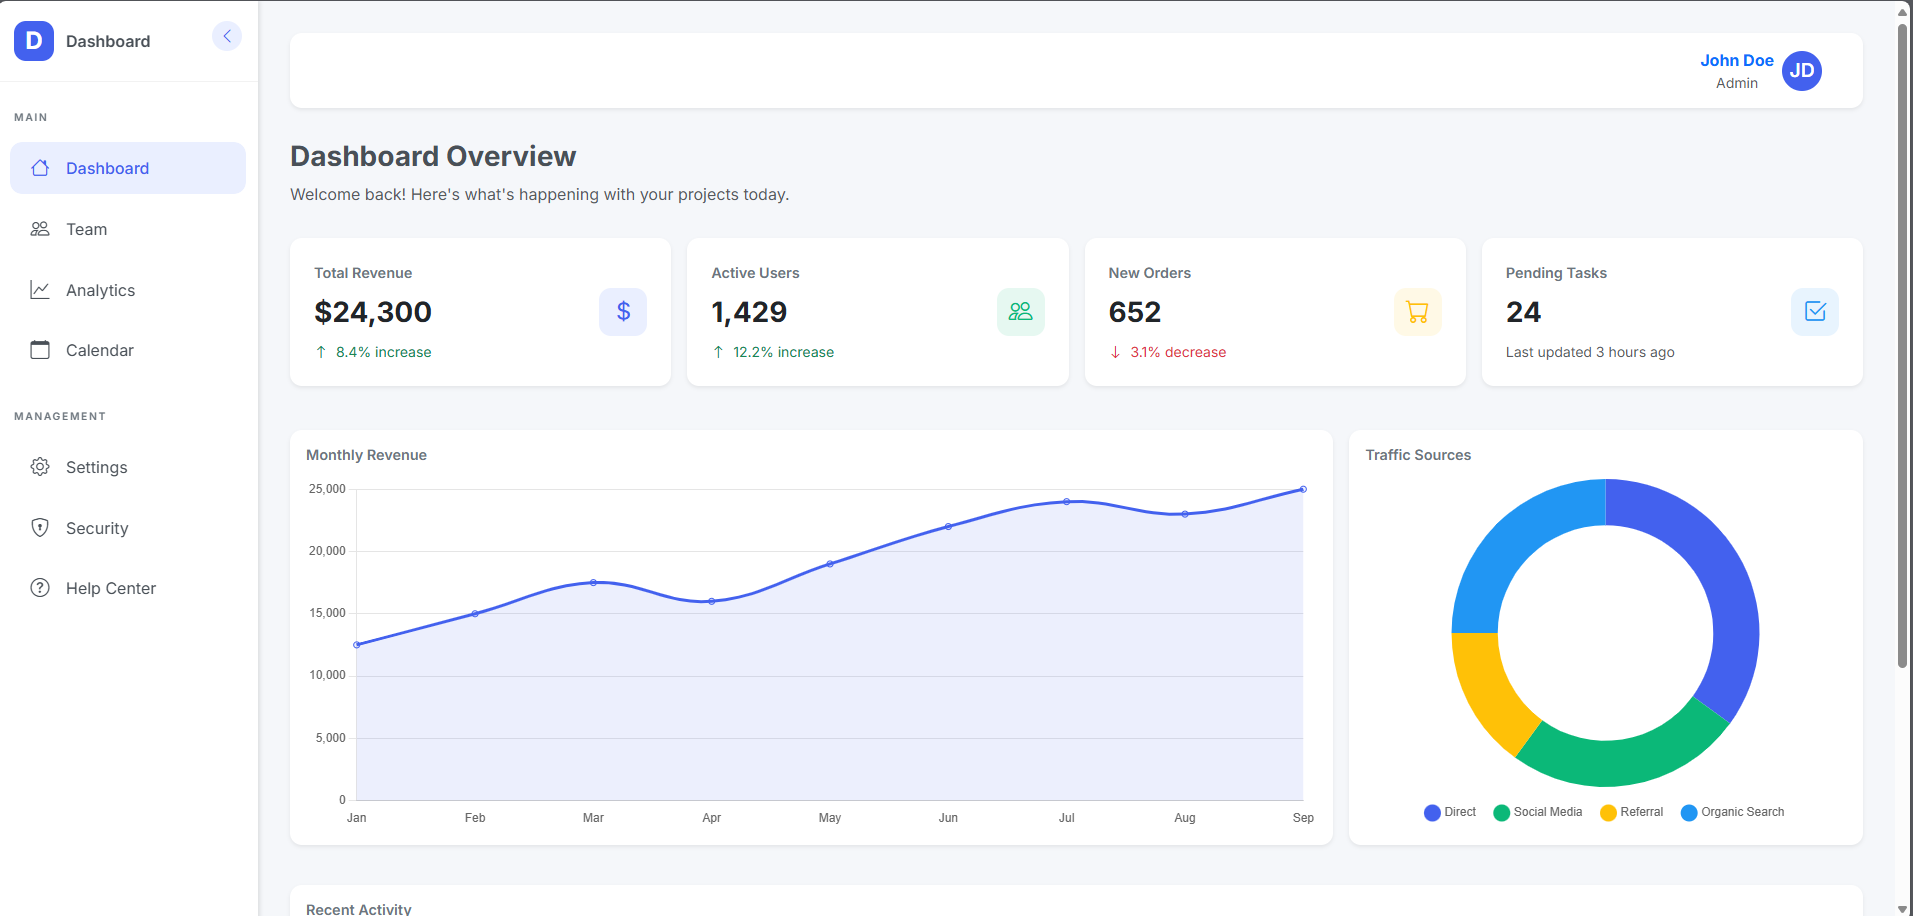 D Dashboard
MAIN
Dashboard
Team
Analytics
Calendar
MANAGEMENT
Settings
Security
Help Center
John Doe
Admin
JD
Dashboard Overview
Welcome back! Here's what's happening with your projects today.
Total Revenue
$24,300
$
↑ 8.4% increase
Active Users
1,429
↑ 12.2% increase
New Orders
652
↓ 3.1% decrease
Pending Tasks
24
Last updated 3 hours ago
Monthly Revenue
25,000
20,000
15,000
10,000
5,000
0
Jan Feb Mar Apr May Jun Jul Aug Sep
Traffic Sources
Direct Social Media Referral Organic Search
Recent Activity